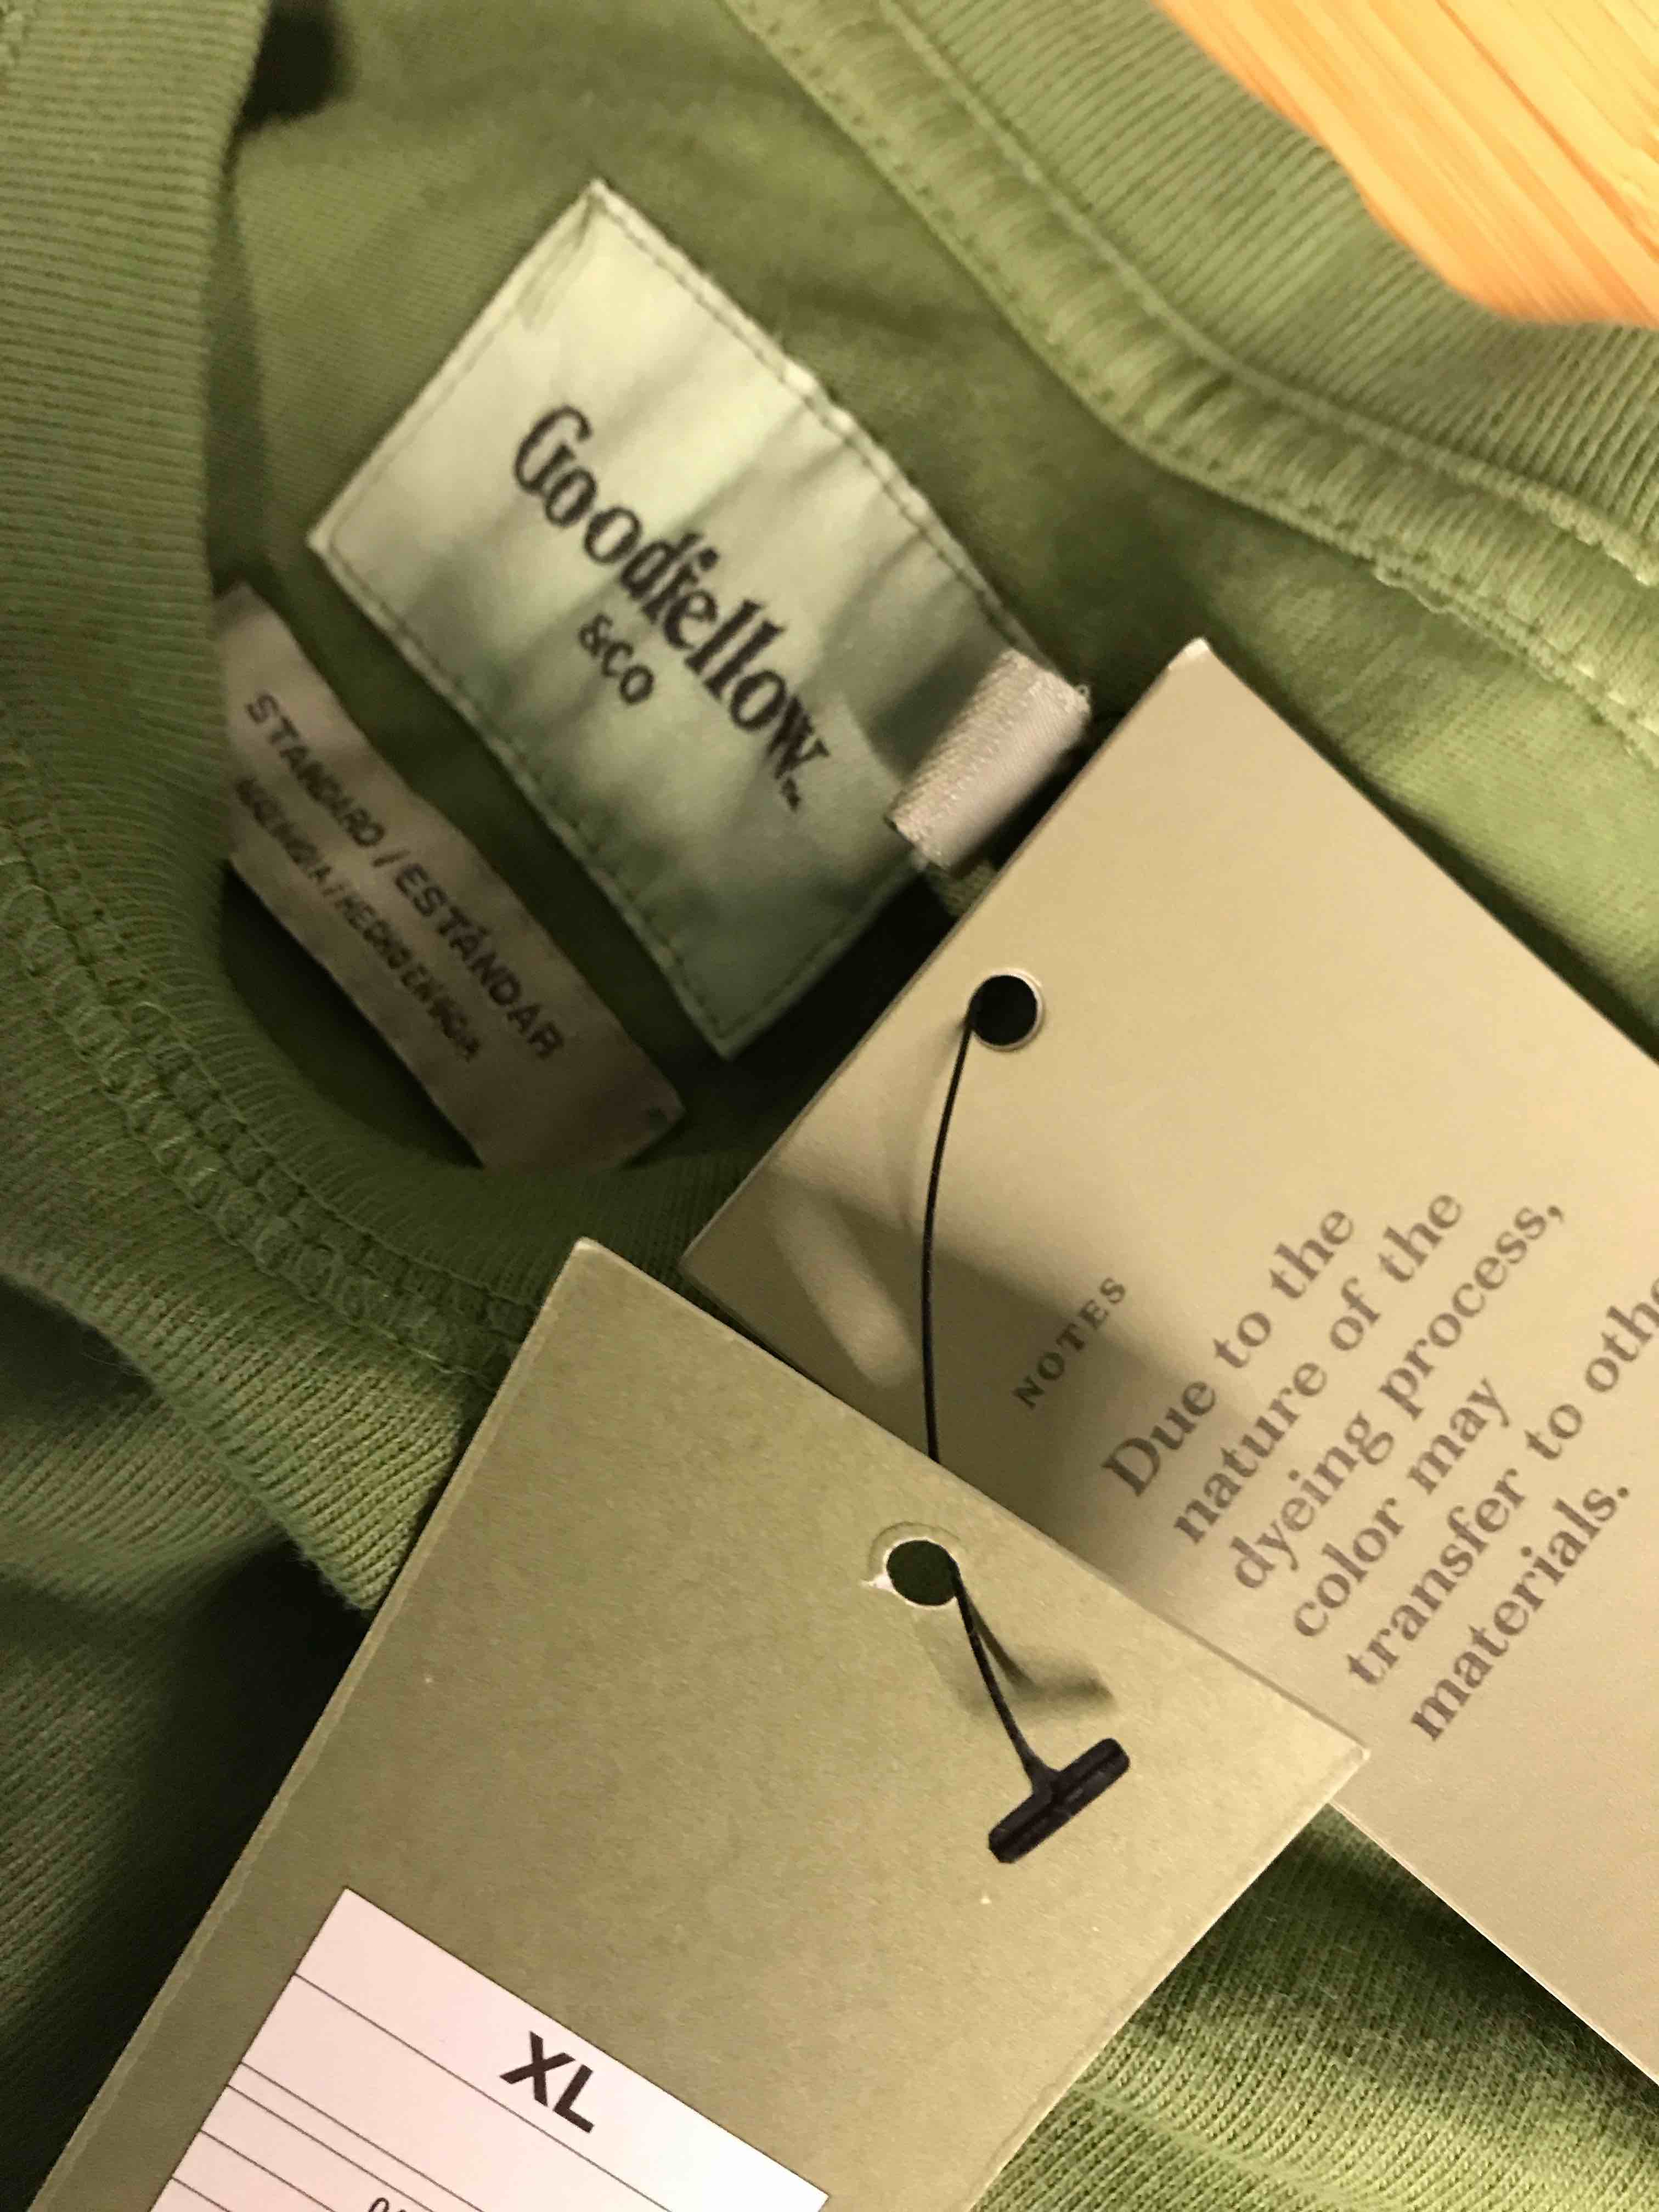 Goodfellow
&CO
STANDARD / ESTÁNDAR
NOTES
Due to the
nature of the
dyeing process,
color may
transfer to othe
materials.
XL